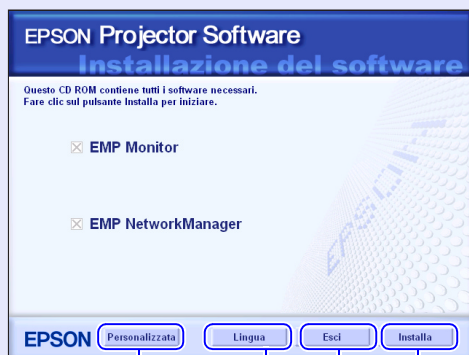 EPSON Projector Software
Installazione del software
Questo CD ROM contiene tutti i software necessari.
Fare clic sul pulsante Installa per iniziare.
EMP Monitor
EMP NetworkManager
EPSON
EPSON Personalizzata Lingua Esci Installa